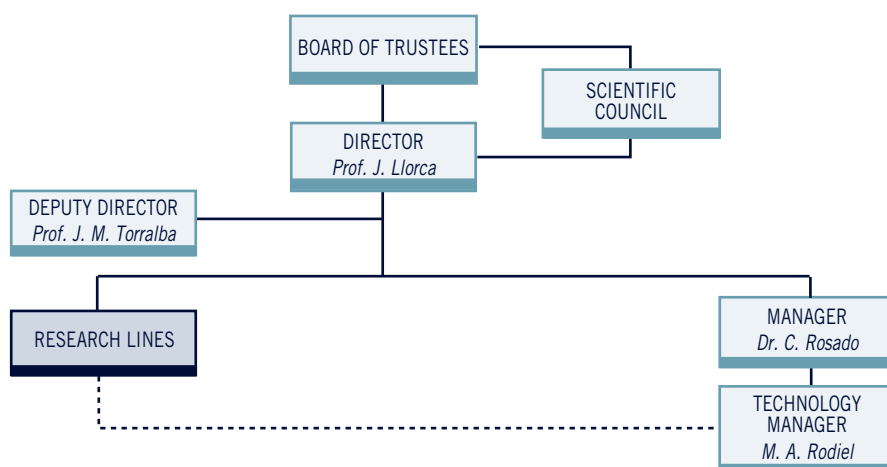 BOARD OF TRUSTEES
SCIENTIFIC
COUNCIL
DIRECTOR
Prof. J. Llorca
DEPUTY DIRECTOR
Prof. J. M. Torralba
RESEARCH LINES
MANAGER
Dr. C. Rosado
TECHNOLOGY
MANAGER
M. A. Rodiel